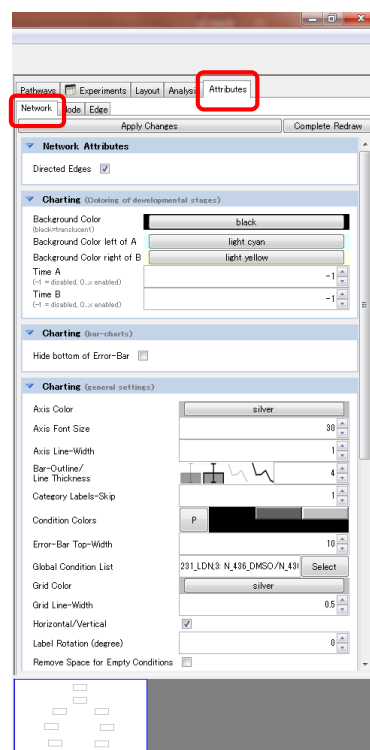 Pathways Experiments Layout Analysis Attributes
Network Node Edge
Apply Changes Complete Redraw
Network Attributes
Directed Edges
Charting (Coloring of developmental stages)
Background Color black
(black=translucent)
Background Color left of A light cyan
Background Color right of B light yellow
Time A -1
(-1 = disabled, 0..x enabled)
Time B -1
(-1 = disabled, 0..x enabled)
Charting (bar-charts)
Hide bottom of Error-Bar
Charting (general settings)
Axis Color silver
Axis Font Size 30
Axis Line-Width 1
Bar-Outline/
Line Thickness 4
Category Labels-Skip 1
Condition Colors P
Error-Bar Top-Width 10
Global Condition List 231_LDN;3: N_436_DMSO/N_43 Select
Grid Color silver
Grid Line-Width 0.5
Horizontal/Vertical
Label Rotation (degree) 0
Remove Space for Empty Conditions